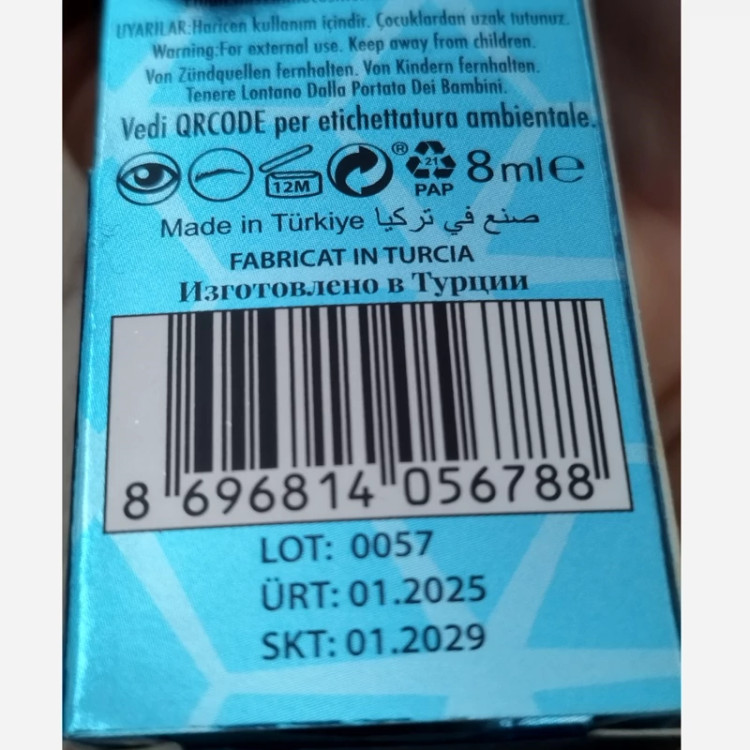 UYARILAR:Haricen kullanım içindir. Çocuklardan uzak tutunuz.
Warning:For external use. Keep away from children.
Von Zündquellen fernhalten. Von Kindern fernhalten.
Tenere Lontano Dalla Portata Dei Bambini.
Vedi QRCODE per etichettatura ambientale.
12M ® 21 PAP 8 ml e
Made in Türkiye صنع في تركيا
FABRICAT IN TURCIA
Изготовлено в Турции
8 696814 056788
LOT: 0057
ÜRT: 01.2025
SKT: 01.2029